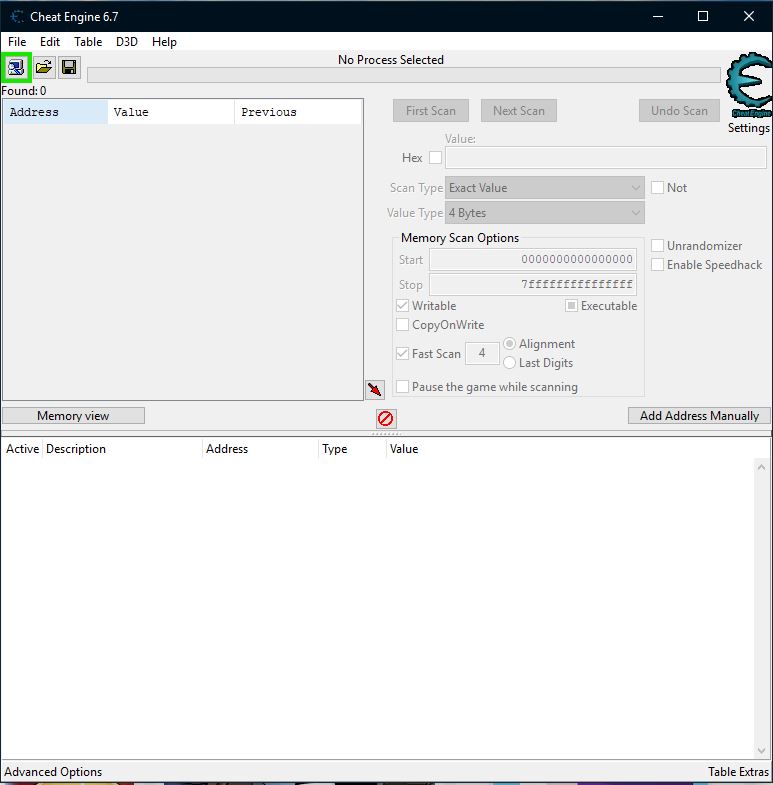 Cheat Engine 6.7
File Edit Table D3D Help
No Process Selected
Found: 0
Address Value Previous
First Scan Next Scan Undo Scan
Cheat Engine
Settings
Value:
Hex
Scan Type Exact Value Not
Value Type 4 Bytes
Memory Scan Options
Unrandomizer
Start 0000000000000000
Enable Speedhack
Stop 7fffffffffffffff
Writable Executable
CopyOnWrite
Fast Scan 4 Alignment
Last Digits
Pause the game while scanning
Memory view Add Address Manually
Active Description Address Type Value
Advanced Options Table Extras